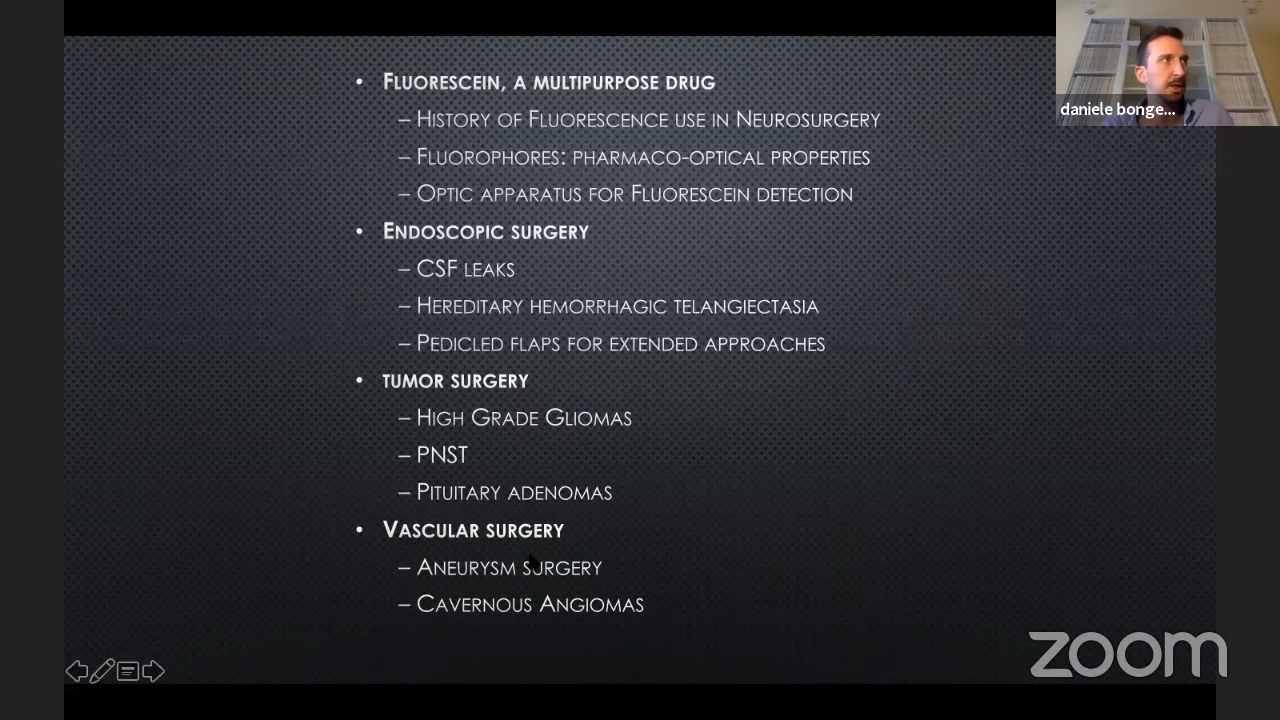 • Fluorescein, a multipurpose drug
– History of Fluorescence use in Neurosurgery
– Fluorophores: pharmaco-optical properties
– Optic apparatus for Fluorescein detection
• Endoscopic surgery
– CSF leaks
– Hereditary hemorrhagic telangiectasia
– Pedicled flaps for extended approaches
• tumor surgery
– High Grade Gliomas
– PNST
– Pituitary adenomas
• Vascular surgery
– Aneurysm surgery
– Cavernous Angiomas
daniele bonge...
zoom